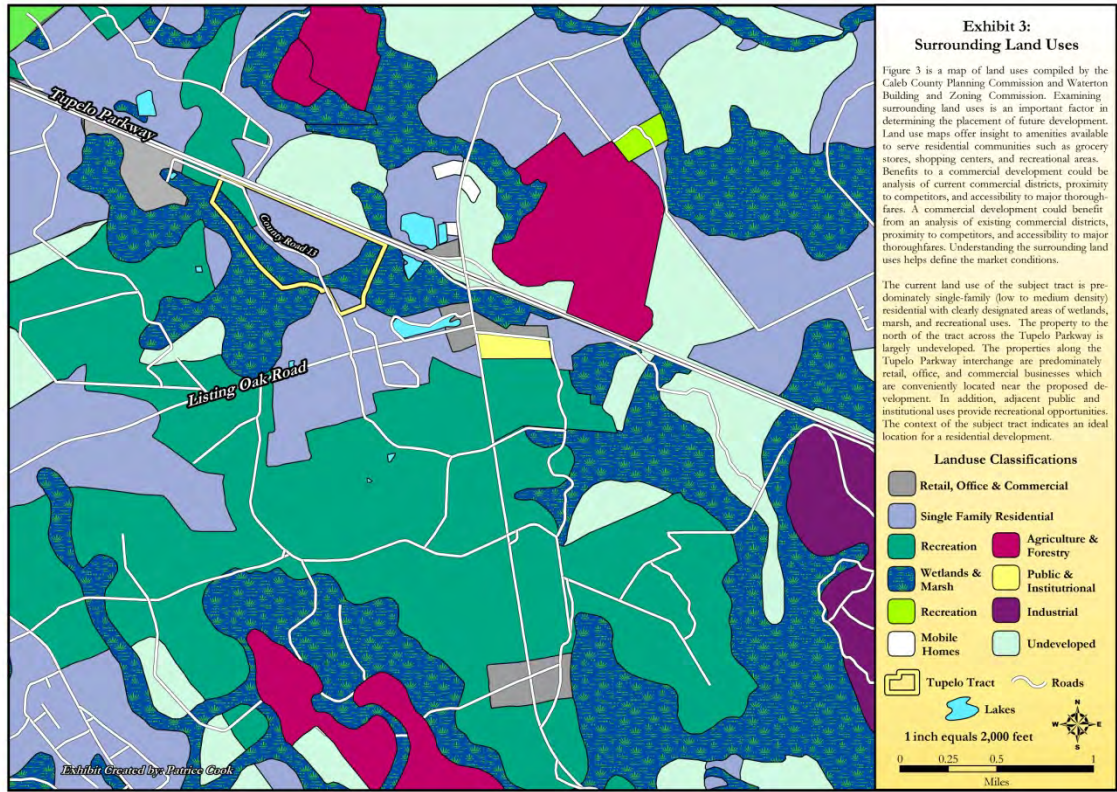 Exhibit 3:
Surrounding Land Uses
Figure 3 is a map of land uses compiled by the
Caleb County Planning Commission and Waterton
Building and Zoning Commission. Examining
surrounding land uses is an important factor in
determining the placement of future development.
Land use maps offer insight to amenities available
to serve residential communities such as grocery
stores, shopping centers, and recreational areas.
Benefits to a commercial development could be
analysis of current commercial districts, proximity
to competitors, and accessibility to major thorough-
fares. A commercial development could benefit
from an analysis of existing commercial districts,
proximity to competitors, and accessibility to major
thoroughfares. Understanding the surrounding land
uses helps define the market conditions.
The current land use of the subject tract is pre-
dominately single-family (low to medium density)
residential with clearly designated areas of wetlands,
marsh, and recreational uses. The property to the
north of the tract across the Tupelo Parkway is
largely undeveloped. The properties along the
Tupelo Parkway interchange are predominately
retail, office, and commercial businesses which
are conveniently located near the proposed de-
velopment. In addition, adjacent public and
institutional uses provide recreational opportunities.
The context of the subject tract indicates an ideal
location for a residential development.
Landuse Classifications
Retail, Office & Commercial
Single Family Residential
Recreation
Agriculture &
Forestry
Wetlands &
Marsh
Public &
Institutrional
Recreation
Industrial
Mobile
Homes
Undeveloped
Tupelo Tract
Roads
Lakes
N
W E
S
1 inch equals 2,000 feet
0 0.25 0.5 1
Miles
Tupelo Parkway
County Road 13
Listing Oak Road
Exhibit Created by: Patrice Cook